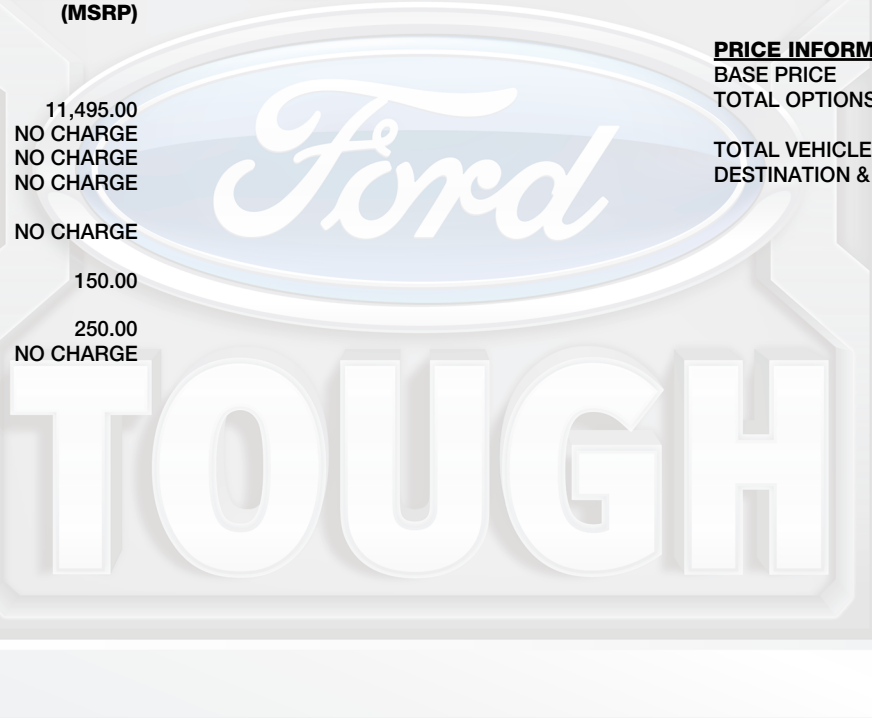 (MSRP)
11,495.00
NO CHARGE
NO CHARGE
NO CHARGE
NO CHARGE
150.00
250.00
NO CHARGE
PRICE INFORM
BASE PRICE
TOTAL OPTIONS
TOTAL VEHICLE
DESTINATION &
Ford
TOUGH